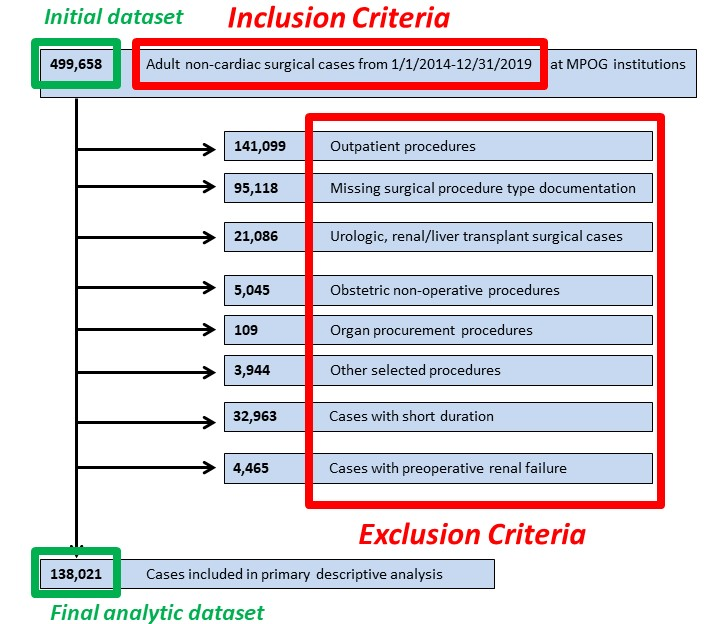 Initial dataset
Inclusion Criteria
499,658 Adult non-cardiac surgical cases from 1/1/2014-12/31/2019 at MPOG institutions
141,099 Outpatient procedures
95,118 Missing surgical procedure type documentation
21,086 Urologic, renal/liver transplant surgical cases
5,045 Obstetric non-operative procedures
109 Organ procurement procedures
3,944 Other selected procedures
32,963 Cases with short duration
4,465 Cases with preoperative renal failure
Exclusion Criteria
138,021 Cases included in primary descriptive analysis
Final analytic dataset